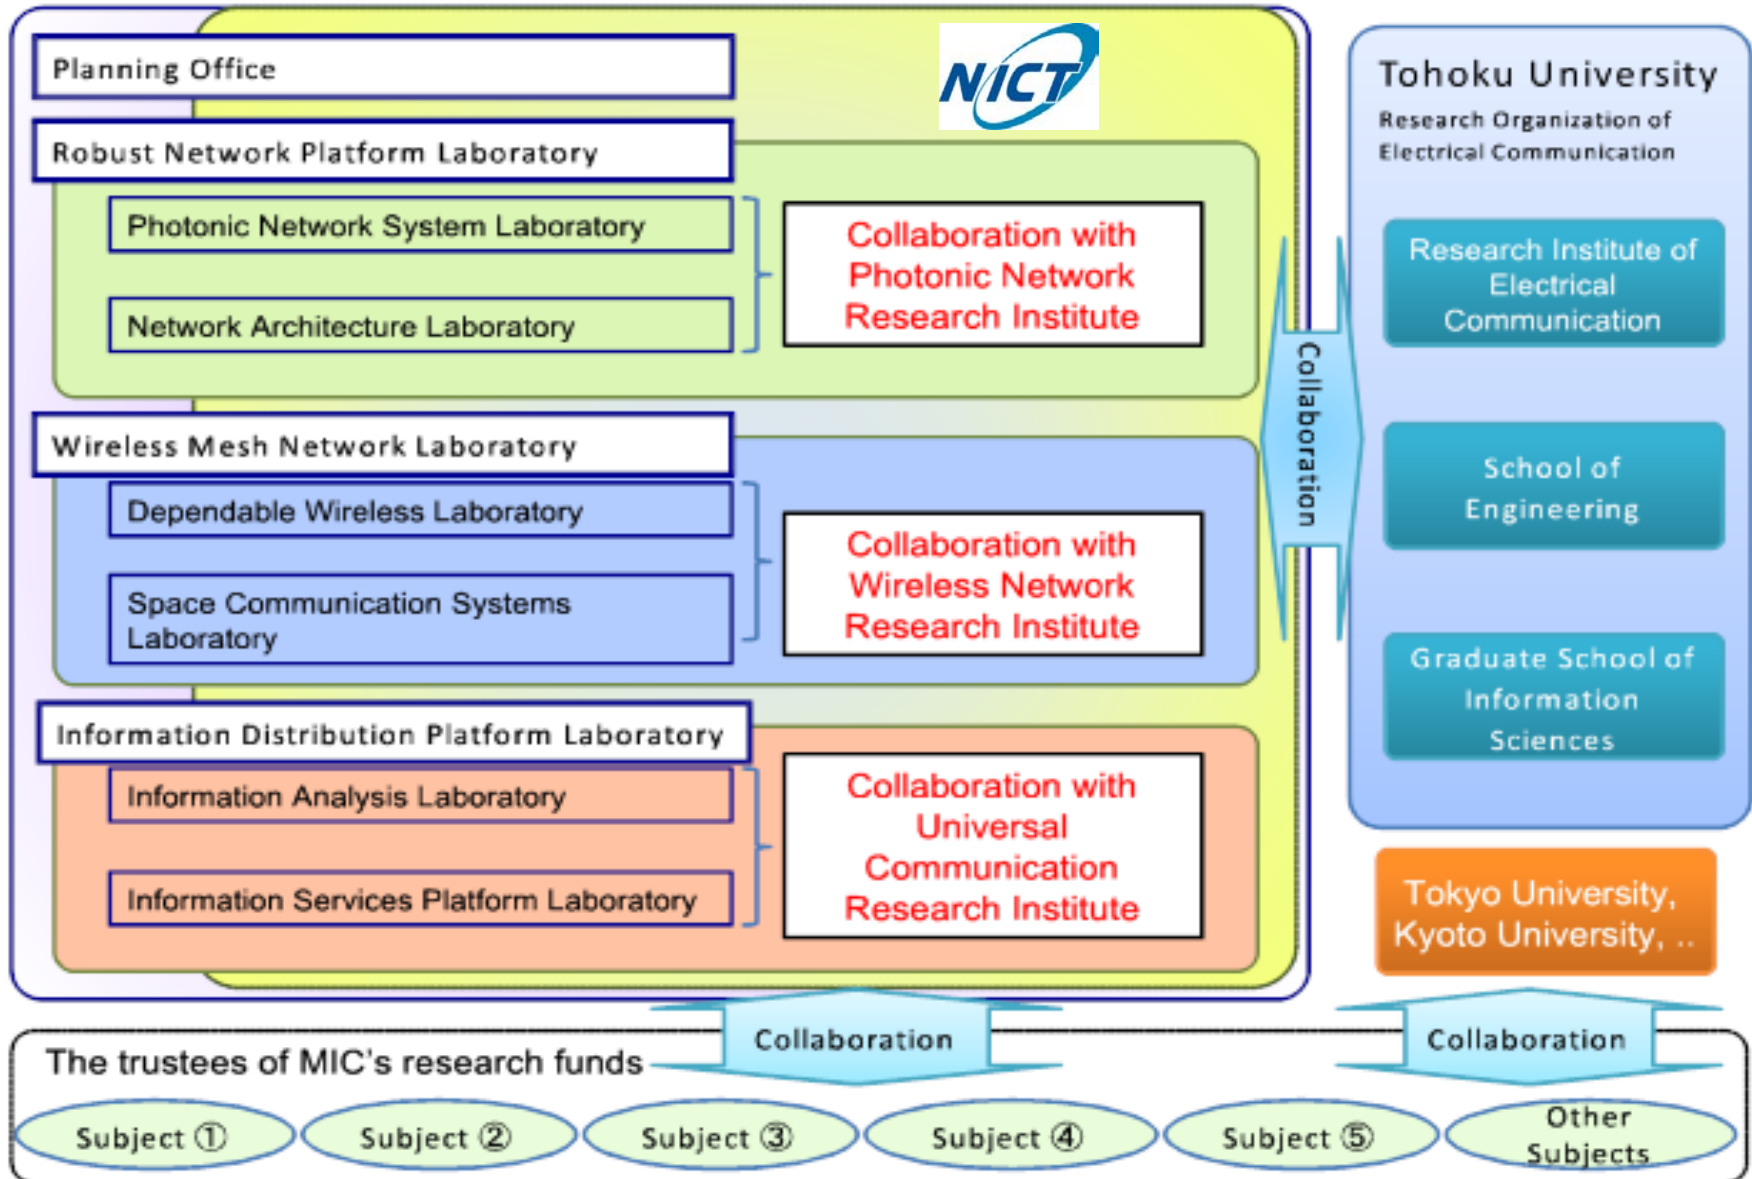 Planning Office
NICT
Robust Network Platform Laboratory
Photonic Network System Laboratory
Network Architecture Laboratory
Collaboration with
Photonic Network
Research Institute
Wireless Mesh Network Laboratory
Dependable Wireless Laboratory
Space Communication Systems
Laboratory
Collaboration with
Wireless Network
Research Institute
Information Distribution Platform Laboratory
Information Analysis Laboratory
Information Services Platform Laboratory
Collaboration with
Universal
Communication
Research Institute
Collaboration
Tohoku University
Research Organization of
Electrical Communication
Research Institute of
Electrical
Communication
School of
Engineering
Graduate School of
Information
Sciences
Tokyo University,
Kyoto University, ..
Collaboration
Collaboration
The trustees of MIC's research funds
Subject ①
Subject ②
Subject ③
Subject ④
Subject ⑤
Other
Subjects